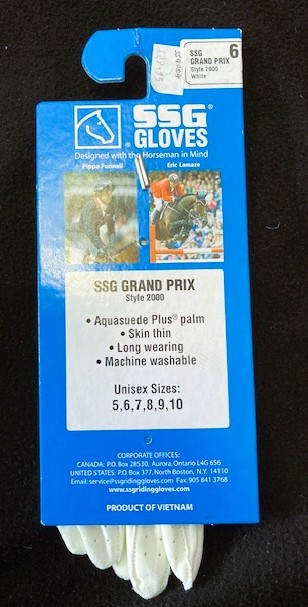 SSG
GRAND PRIX
Style 2000
White
6
SSG®
GLOVES
Designed with the Horseman in Mind
Pippa Funnell
Eric Lamaze
SSG GRAND PRIX
Style 2000
• Aquasuede Plus® palm
• Skin thin
• Long wearing
• Machine washable
Unisex Sizes:
5,6,7,8,9,10
CORPORATE OFFICES:
CANADA: P.O. Box 28530, Aurora, Ontario L4G 6S6
UNITED STATES: P.O. Box 377, North Boston, N.Y. 14110
Email: service@ssgridinggloves.com Fax 905 841 3768
www.ssgridinggloves.com
PRODUCT OF VIETNAM